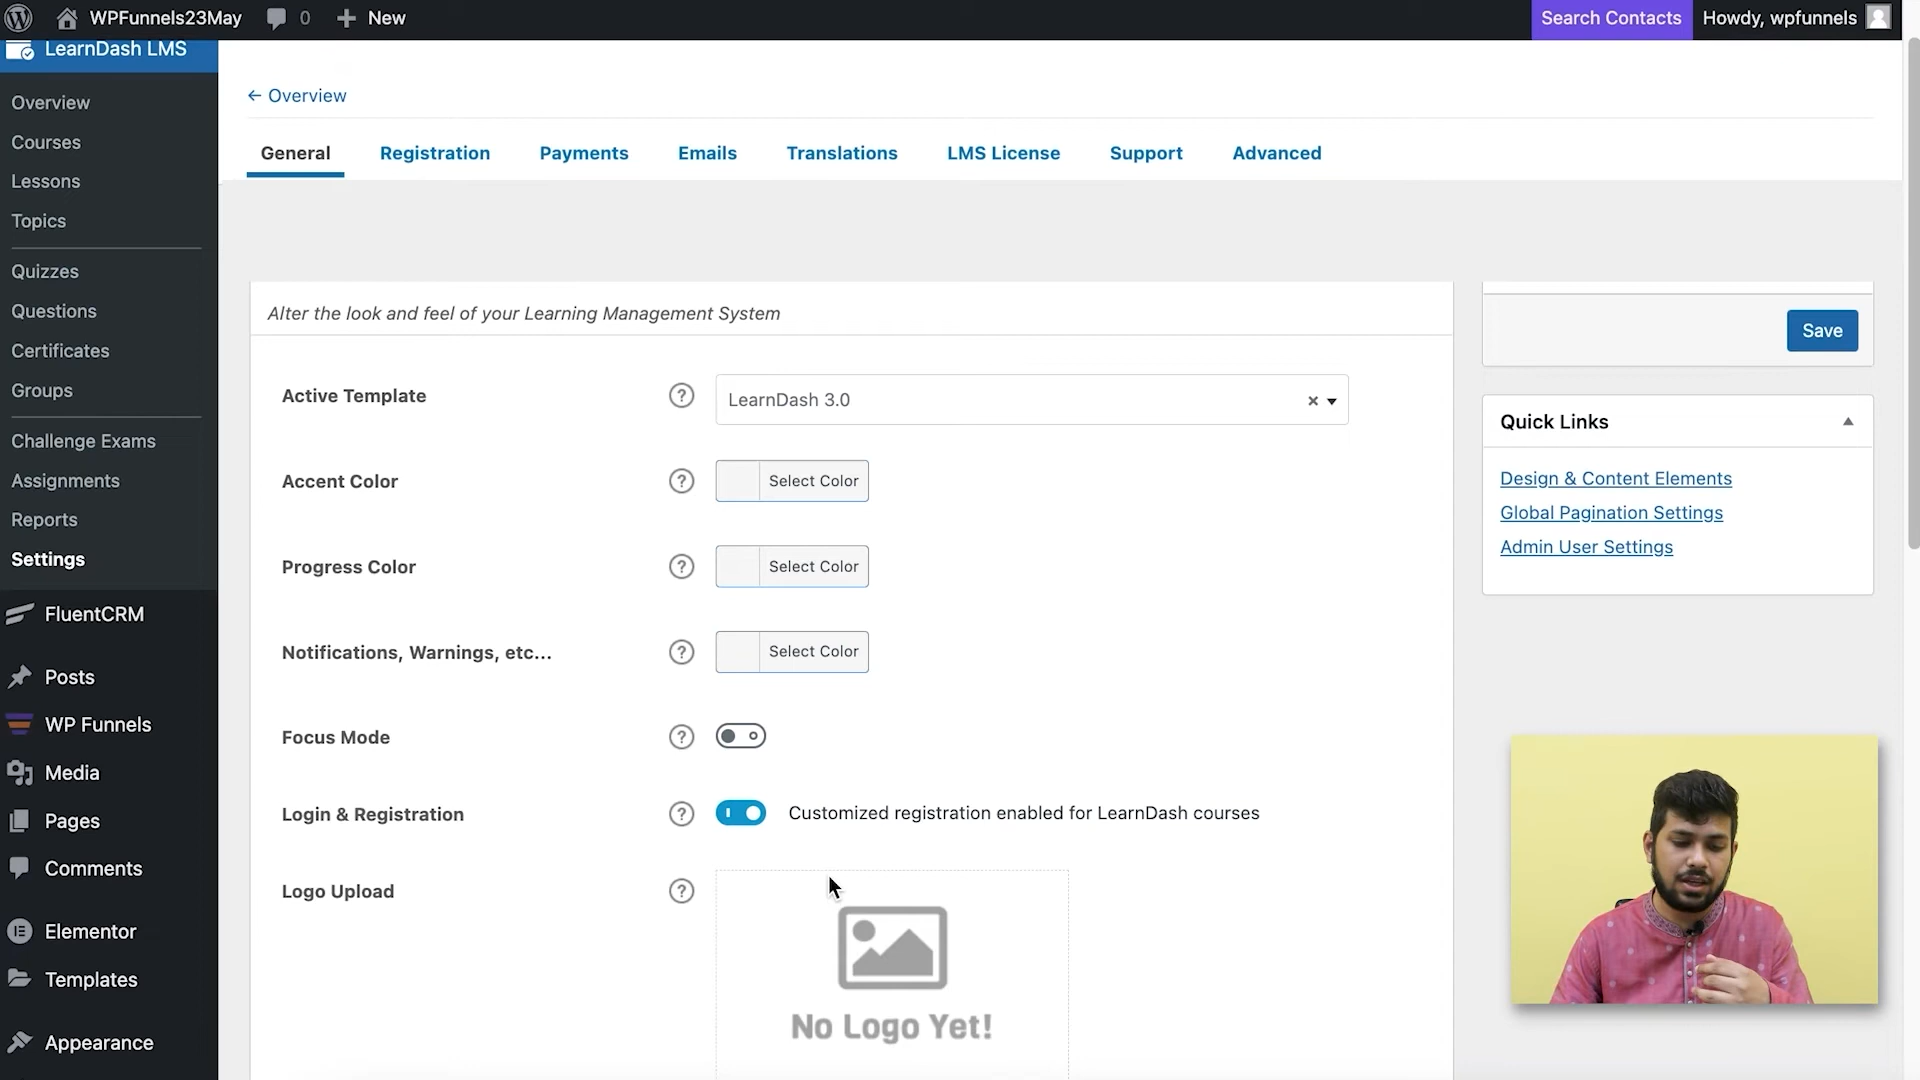 WPFunnels23May 0 New Search Contacts Howdy, wpfunnels
LearnDash LMS
Overview
Courses
Lessons
Topics
Quizzes
Questions
Certificates
Groups
Challenge Exams
Assignments
Reports
Settings
FluentCRM
Posts
WP Funnels
Media
Pages
Comments
Elementor
Templates
Appearance
← Overview
General Registration Payments Emails Translations LMS License Support Advanced
Alter the look and feel of your Learning Management System
Active Template ? LearnDash 3.0 ×
Accent Color ? Select Color
Progress Color ? Select Color
Notifications, Warnings, etc... ? Select Color
Focus Mode ?
Login & Registration ? Customized registration enabled for LearnDash courses
Logo Upload ?
No Logo Yet!
Save
Quick Links
Design & Content Elements
Global Pagination Settings
Admin User Settings